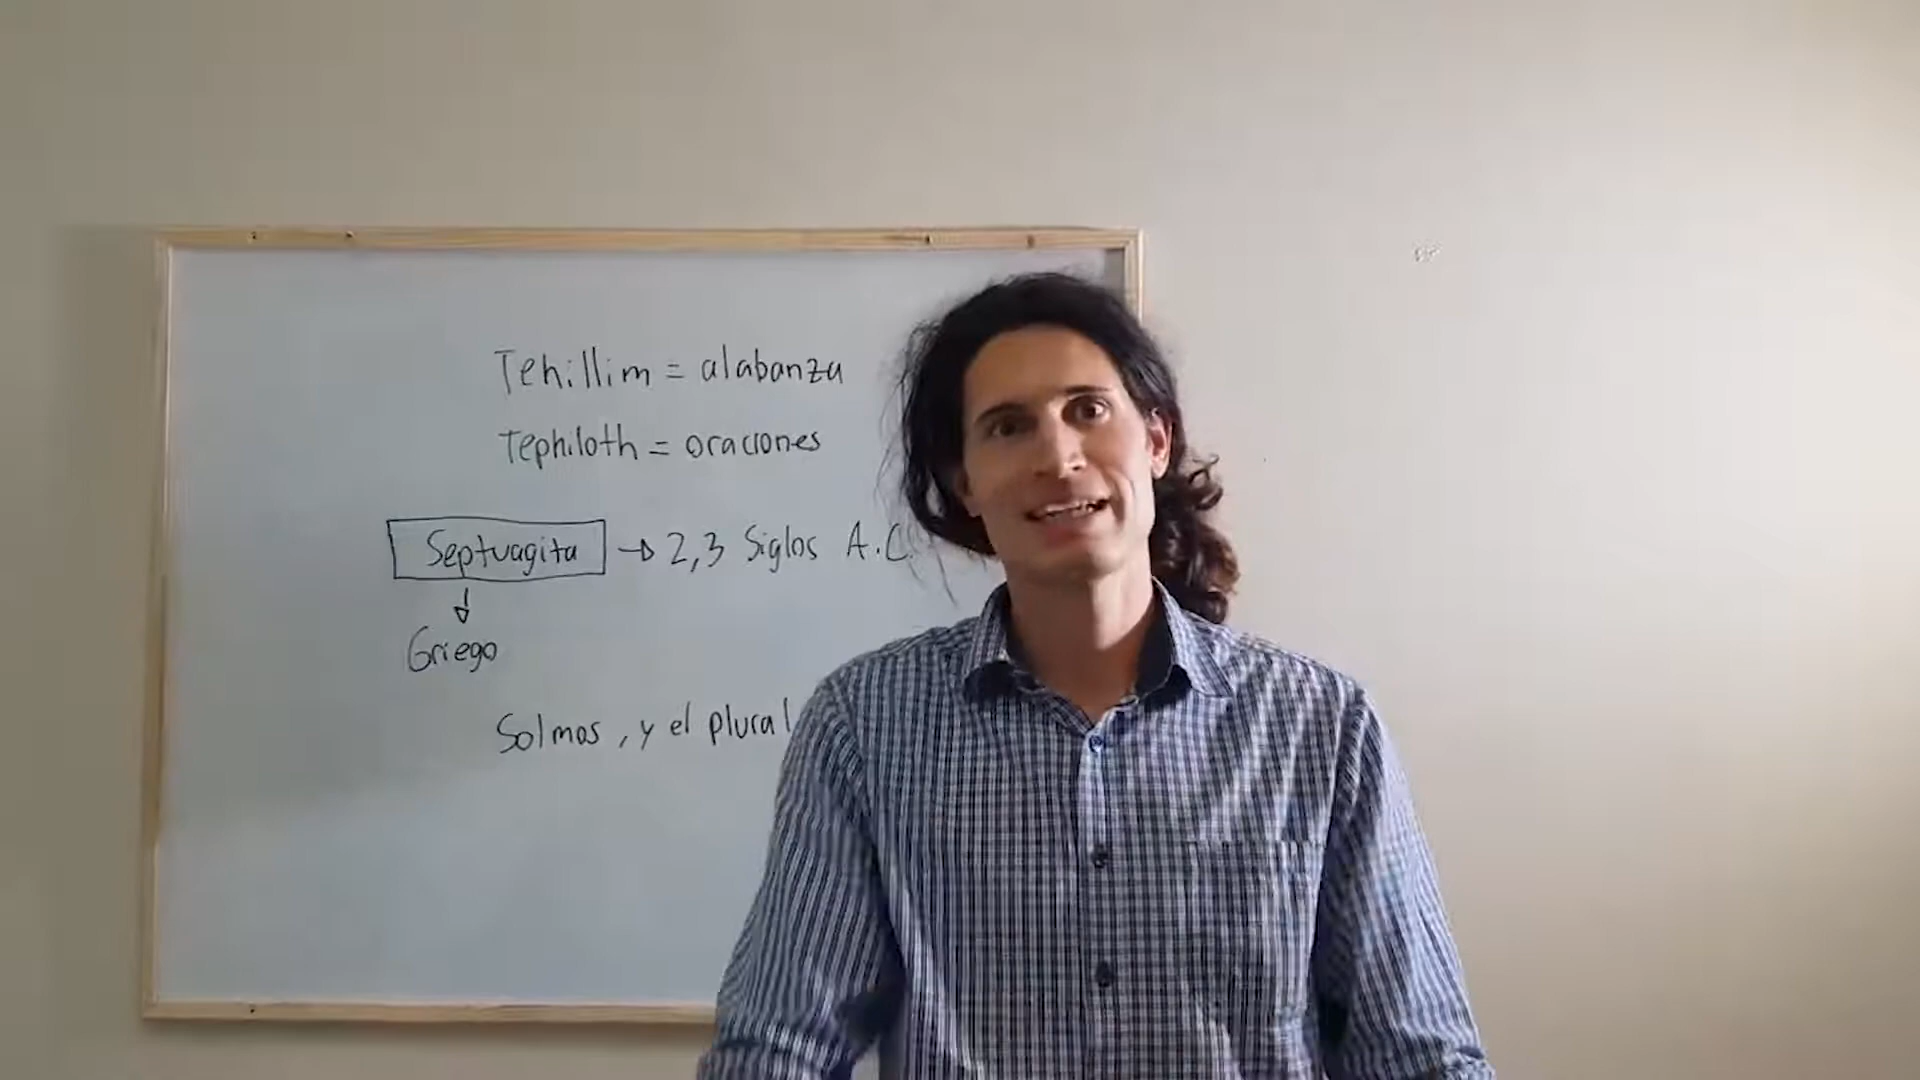 Tehillim = alabanza
Tephiloth = oraciones
Septuagita → 2,3 Siglos A.C.
↓
Griego
Solmos, y el plural